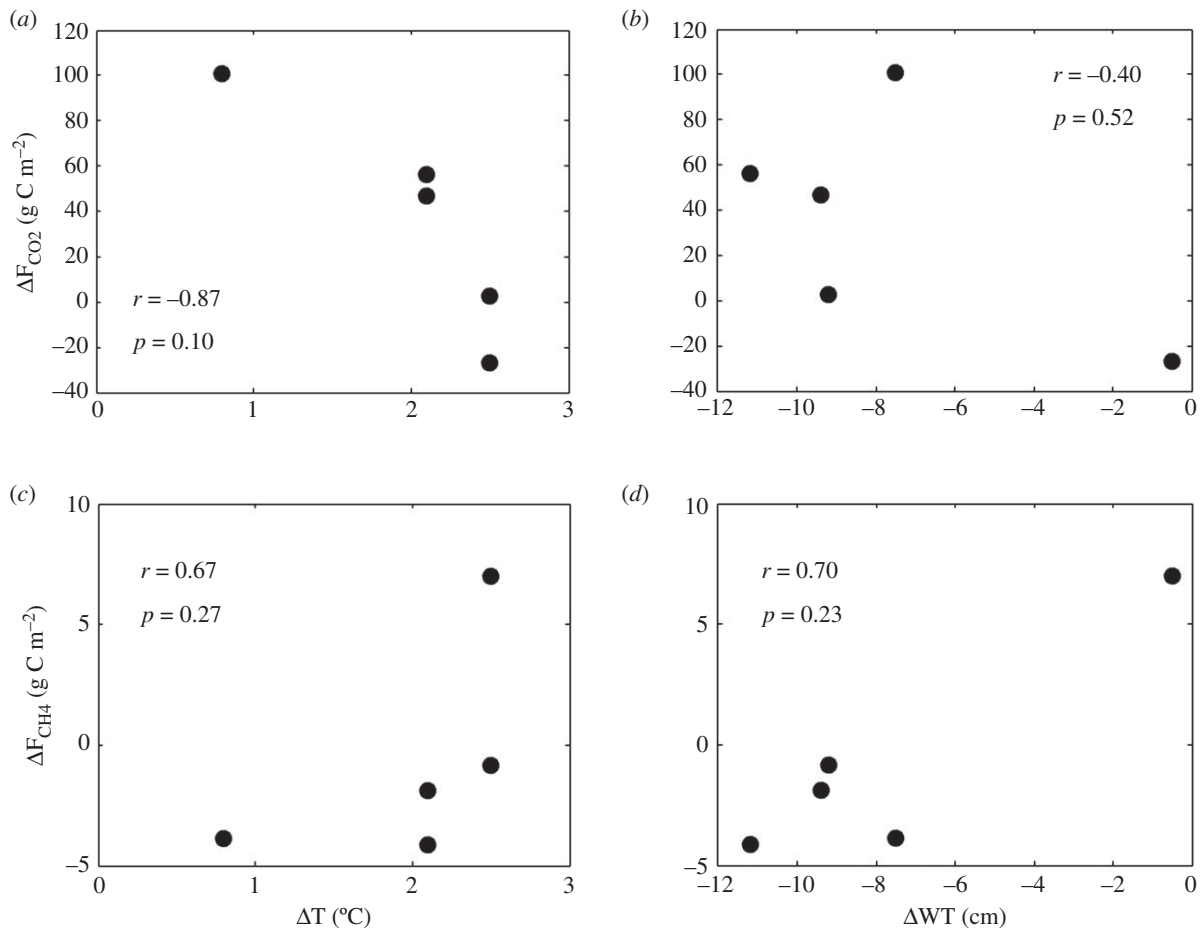 (a)
120
100
80
60
40
20
0
–20
–40
ΔF_CO2 (g C m⁻²)
r = –0.87
p = 0.10
0 1 2 3
(b)
120
100
80
60
40
20
0
–20
–40
r = –0.40
p = 0.52
–12 –10 –8 –6 –4 –2 0
(c)
10
5
0
–5
ΔF_CH4 (g C m⁻²)
r = 0.67
p = 0.27
0 1 2 3
ΔT (ºC)
(d)
10
5
0
–5
r = 0.70
p = 0.23
–12 –10 –8 –6 –4 –2 0
ΔWT (cm)